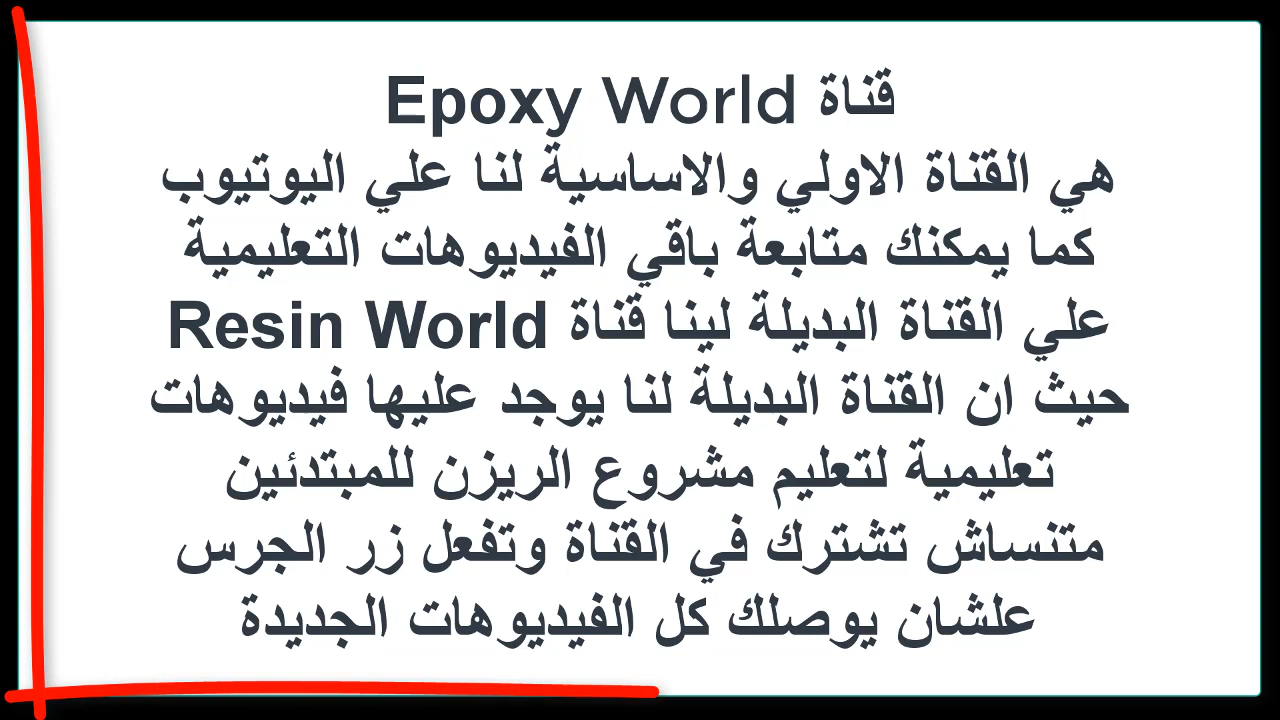 قناة Epoxy World
هي القناة الاولي والاساسية لنا علي اليوتيوب
كما يمكنك متابعة باقي الفيديوهات التعليمية
علي القناة البديلة لينا قناة Resin World
حيث ان القناة البديلة لنا يوجد عليها فيديوهات
تعليمية لتعليم مشروع الريزن للمبتدئين
متنساش تشترك في القناة وتفعل زر الجرس
علشان يوصلك كل الفيديوهات الجديدة